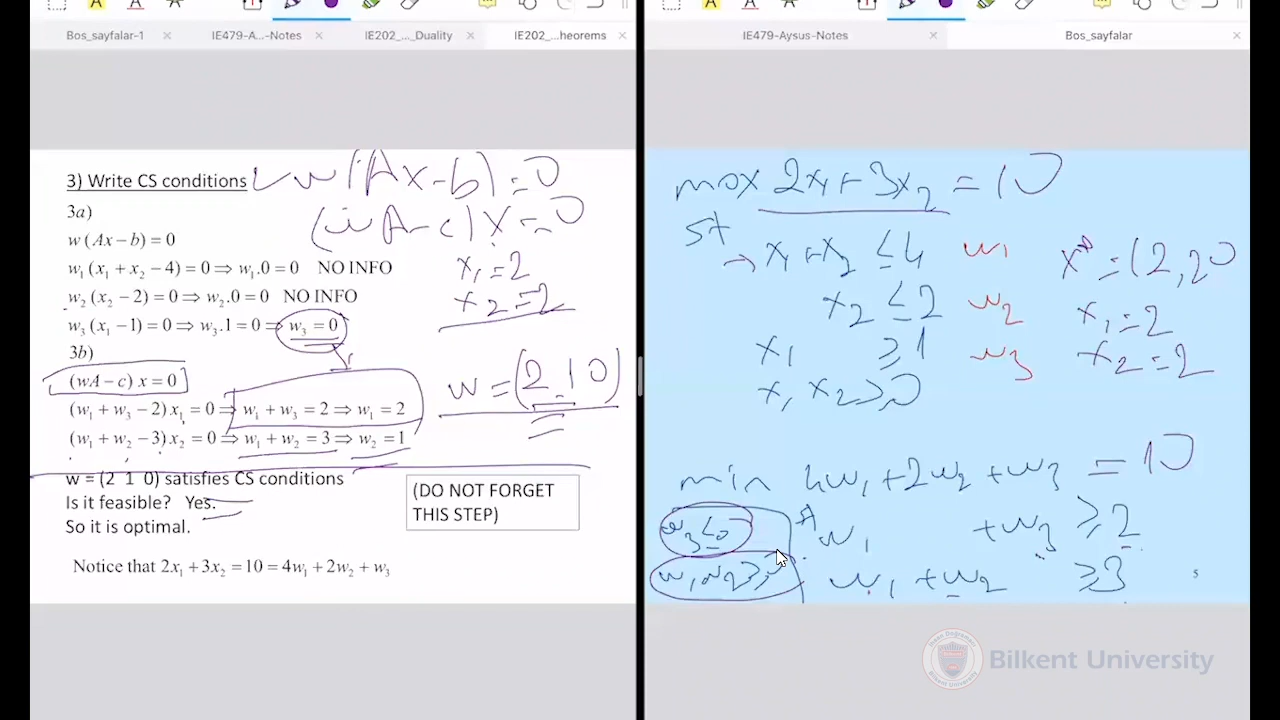 Bos_sayfalar-1
IE479-A...-Notes
IE202_..._Duality
IE202_...heorems
IE479-Aysus-Notes
Bos_sayfalar
3) Write CS conditions
w(Ax-b)=0
(wA-c)x=0
3a)
w(Ax−b)=0
w₁(x₁+x₂−4)=0⇒w₁.0=0 NO INFO
w₂(x₂−2)=0⇒w₂.0=0 NO INFO
w₃(x₁−1)=0⇒w₃.1=0⇒w₃=0
x₁=2
x₂=2
3b)
(wA−c)x=0
(w₁+w₃−2)x₁=0⇒w₁+w₃=2⇒w₁=2
(w₁+w₂−3)x₂=0⇒w₁+w₂=3⇒w₂=1
w=(2 1 0)
w = (2 1 0) satisfies CS conditions
Is it feasible? Yes.
So it is optimal.
(DO NOT FORGET
THIS STEP)
Notice that 2x₁+3x₂=10=4w₁+2w₂+w₃
max 2x₁+3x₂ = 10
st
x₁+x₂ ≤4 w₁
x₂ ≤2 w₂
x₁ ≥1 w₃
x₁ x₂≥0
x*=(2,2)
x₁=2
x₂=2
min 4w₁+2w₂+w₃ =10
st w₁ +w₃ ≥2
w₁+w₂ ≥3
w₃≤0
w₁,w₂≥0
5
Bilkent University